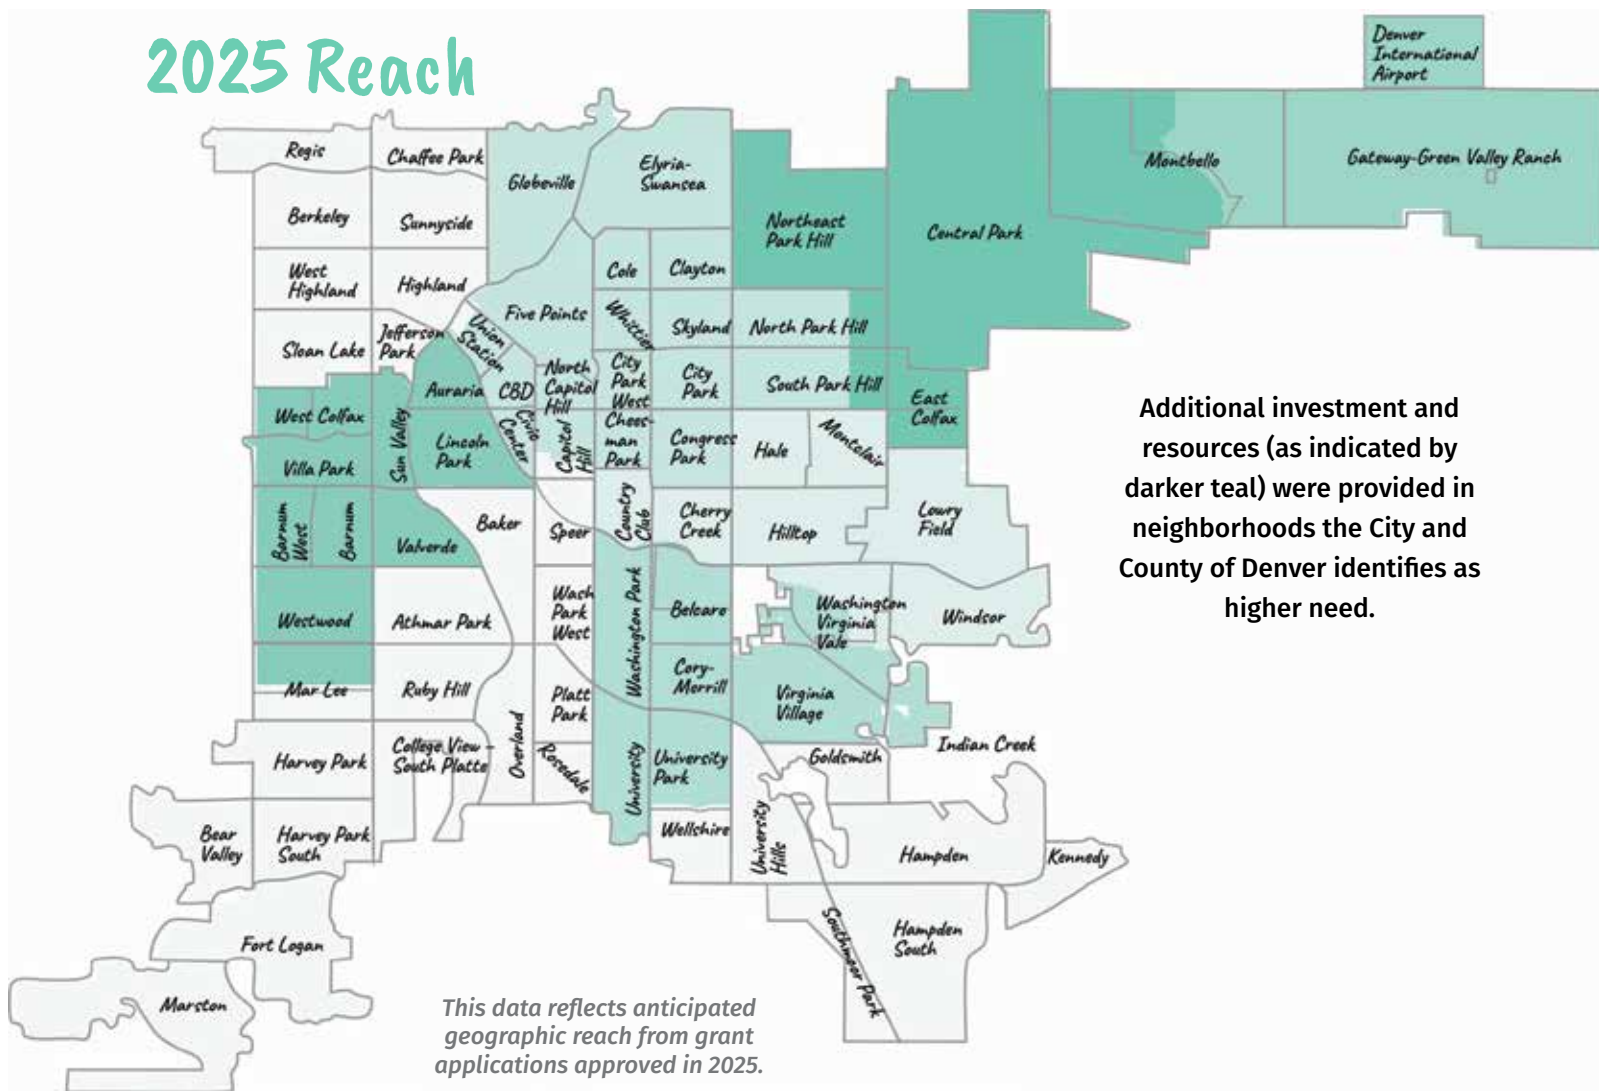 2025 Reach
Denver
International
Airport
Regis
Chaffee Park
Globeville
Elyria-
Swansea
Montbello
Gateway-Green Valley Ranch
Berkeley
Sunnyside
Northeast
Park Hill
Central Park
West
Highland
Highland
Cole
Clayton
Five Points
Whittier
Skyland
North Park Hill
Union
Station
Jefferson
Park
Sloan Lake
Auraria
CBD
North
Capitol
Hill
City
Park
West
City
Park
South Park Hill
East
Colfax
West Colfax
Sun Valley
Lincoln
Park
Civic
Center
Capitol
Hill
Chees-
man
Park
Congress
Park
Hale
Montclair
Villa Park
Barnum
West
Barnum
Valverde
Baker
Speer
Country
Club
Cherry
Creek
Hilltop
Lowry
Field
Additional investment and
resources (as indicated by
darker teal) were provided in
neighborhoods the City and
County of Denver identifies as
higher need.
Westwood
Athmar Park
Wash
Park
West
Washington Park
Belcaro
Washington
Virginia
Vale
Windsor
Mar Lee
Ruby Hill
Overland
Platt
Park
Cory-
Merrill
Virginia
Village
Harvey Park
College View -
South Platte
Rosedale
University
University
Park
Goldsmith
Indian Creek
Bear
Valley
Harvey Park
South
Wellshire
University
Hills
Hampden
Kennedy
Fort Logan
Southmoor Park
Hampden
South
Marston
This data reflects anticipated
geographic reach from grant
applications approved in 2025.